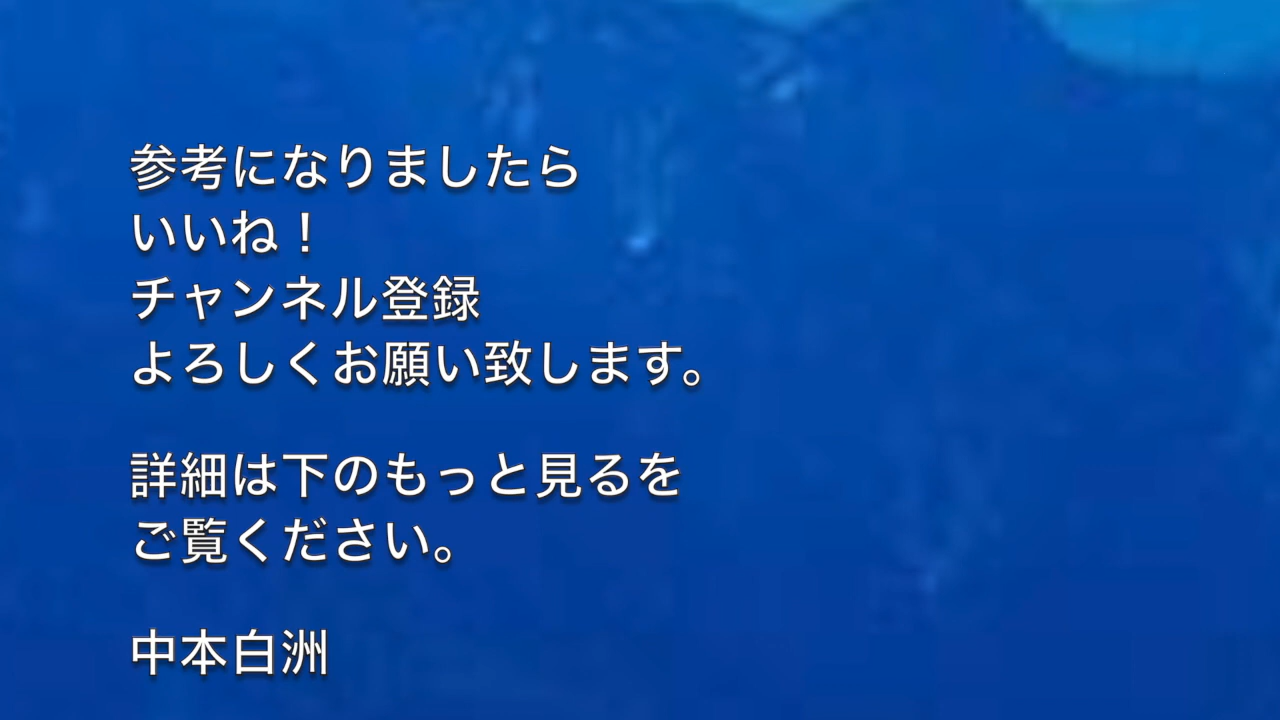 参考になりましたら
いいね！
チャンネル登録
よろしくお願い致します。
詳細は下のもっと見るを
ご覧ください。
中本白洲